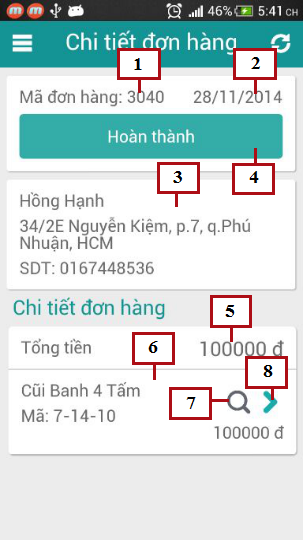 46% 5:41 CH
Chi tiết đơn hàng
1
2
Mã đơn hàng: 3040
28/11/2014
Hoàn thành
4
3
Hồng Hạnh
34/2E Nguyễn Kiệm, p.7, q.Phú
Nhuận, HCM
SDT: 0167448536
Chi tiết đơn hàng
5
Tổng tiền
100000 đ
6
8
Cũi Banh 4 Tấm
7
Mã: 7-14-10
100000 đ